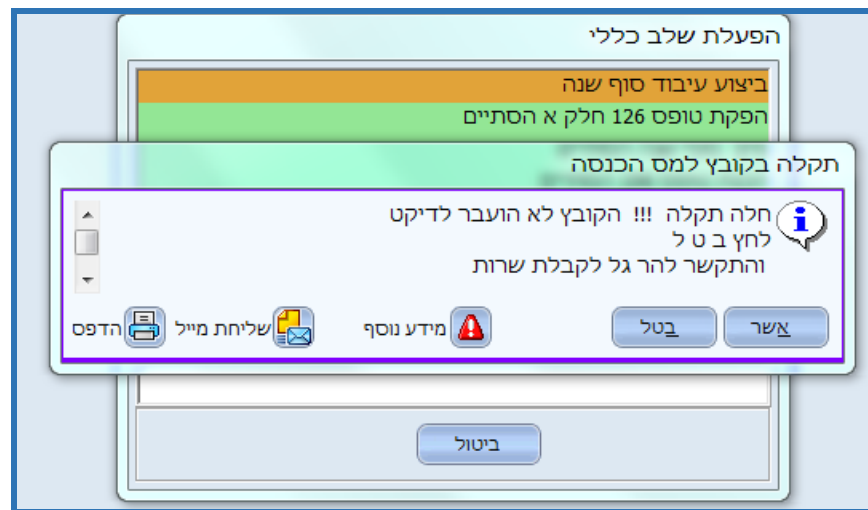 הפעלת שלב כללי
ביצוע עיבוד סוף שנה
הפקת טופס 126 חלק א הסתיים
תקלה בקובץ למס הכנסה
חלה תקלה !!! הקובץ לא הועבר לדיקט
לחץ ב ט ל
והתקשר להר גל לקבלת שרות
אשר בטל מידע נוסף שליחת מייל הדפס
ביטול